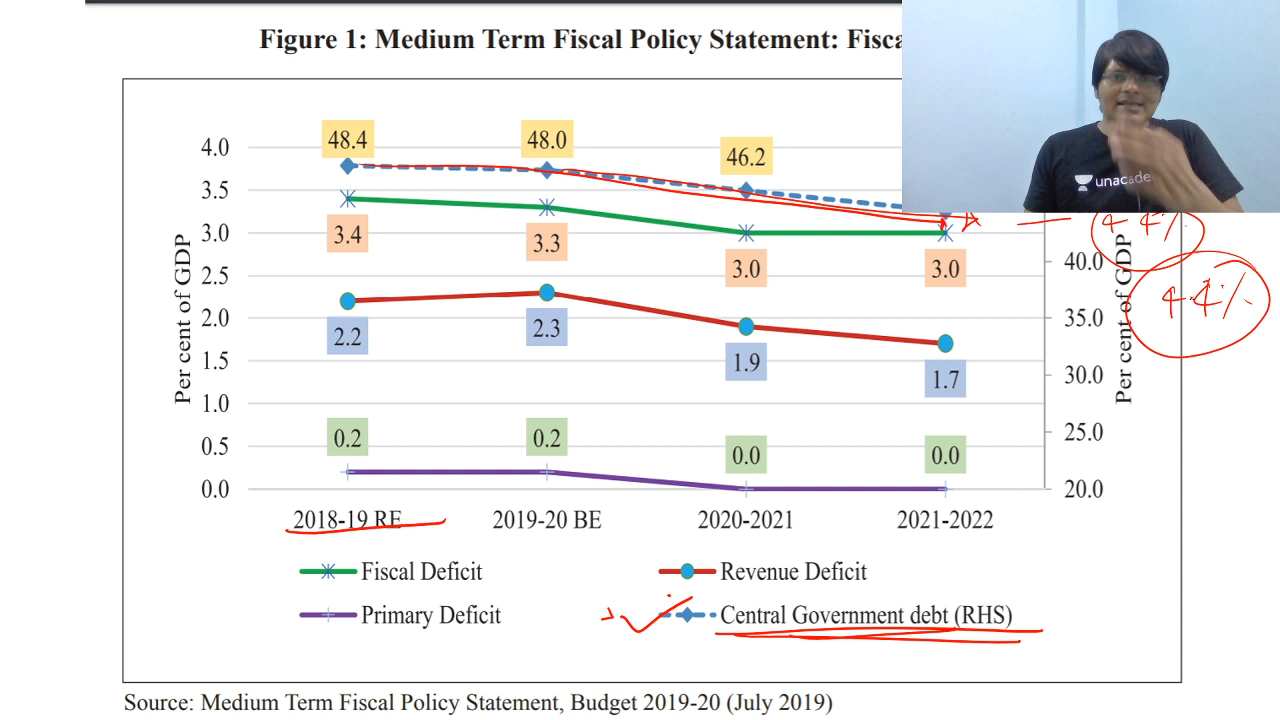 Figure 1: Medium Term Fiscal Policy Statement: Fisca
unacade
48.4 48.0 46.2
4.0
3.5
3.0
2.5
2.0
1.5
1.0
0.5
0.0
Per cent of GDP
3.4 3.3 3.0 3.0
2.2 2.3 1.9 1.7
0.2 0.2 0.0 0.0
40.0
35.0
30.0
25.0
20.0
Per cent of GDP
44%
44%
2018-19 RE 2019-20 BE 2020-2021 2021-2022
Fiscal Deficit Revenue Deficit
Primary Deficit Central Government debt (RHS)
Source: Medium Term Fiscal Policy Statement, Budget 2019-20 (July 2019)